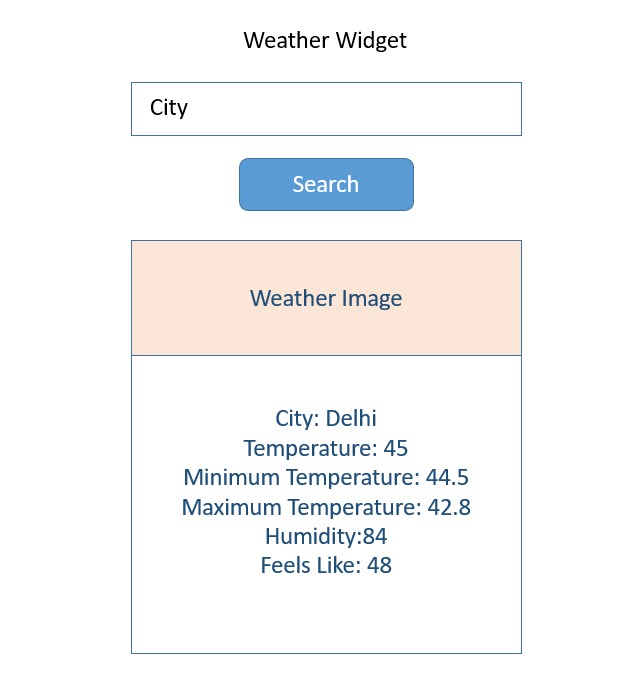 Weather Widget
City
Search
Weather Image
City: Delhi
Temperature: 45
Minimum Temperature: 44.5
Maximum Temperature: 42.8
Humidity:84
Feels Like: 48